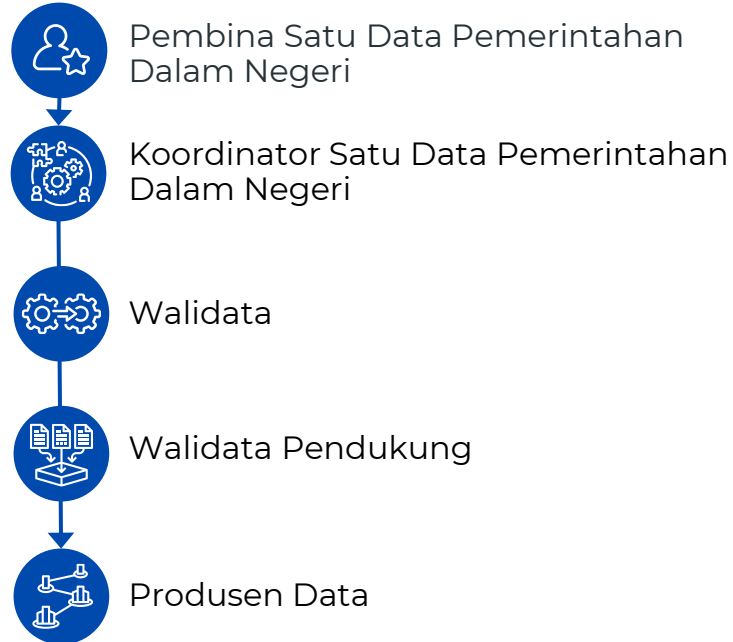 Pembina Satu Data Pemerintahan
Dalam Negeri
Koordinator Satu Data Pemerintahan
Dalam Negeri
Walidata
Walidata Pendukung
Produsen Data